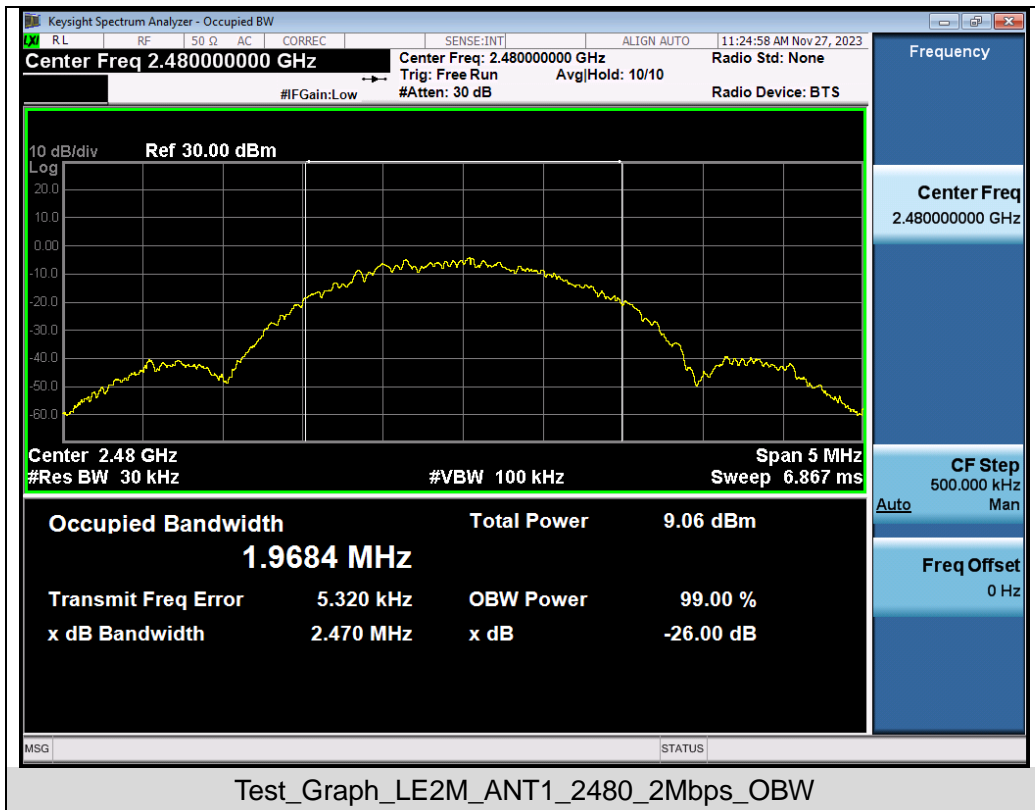 Keysight Spectrum Analyzer - Occupied BW
LXI RL RF 50 Ω AC CORREC SENSE:INT ALIGN AUTO 11:24:58 AM Nov 27, 2023
Center Freq 2.480000000 GHz
Center Freq: 2.480000000 GHz
Radio Std: None
Trig: Free Run Avg|Hold: 10/10
#IFGain:Low
#Atten: 30 dB
Radio Device: BTS
10 dB/div Ref 30.00 dBm
Log
20.0
10.0
0.00
-10.0
-20.0
-30.0
-40.0
-50.0
-60.0
Center 2.48 GHz Span 5 MHz
#Res BW 30 kHz #VBW 100 kHz Sweep 6.867 ms
Occupied Bandwidth Total Power 9.06 dBm
1.9684 MHz
Transmit Freq Error 5.320 kHz OBW Power 99.00 %
x dB Bandwidth 2.470 MHz x dB -26.00 dB
Frequency
Center Freq
2.480000000 GHz
CF Step
500.000 kHz
Auto Man
Freq Offset
0 Hz
MSG STATUS
Test_Graph_LE2M_ANT1_2480_2Mbps_OBW